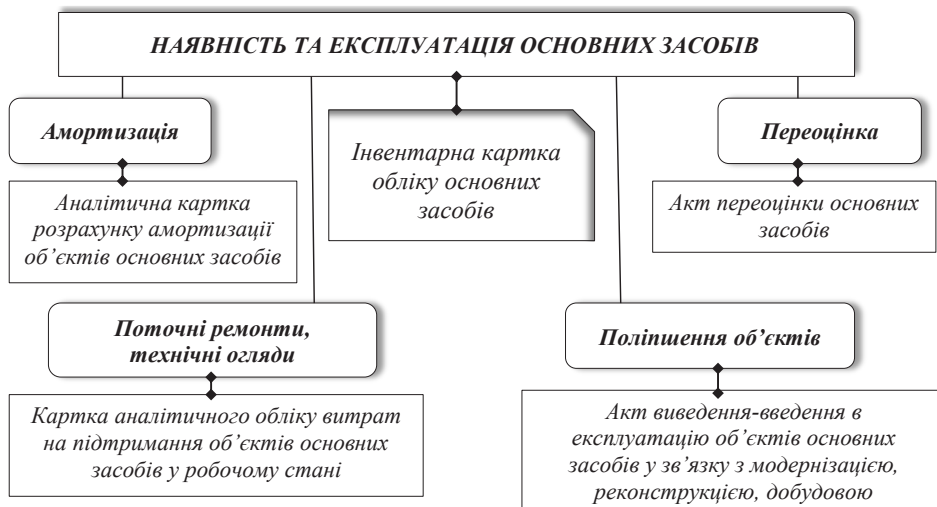 НАЯВНІСТЬ ТА ЕКСПЛУАТАЦІЯ ОСНОВНИХ ЗАСОБІВ
Амортизація
Аналітична картка
розрахунку амортизації
об’єктів основних засобів
Інвентарна картка
обліку основних
засобів
Переоцінка
Акт переоцінки основних
засобів
Поточні ремонти,
технічні огляди
Картка аналітичного обліку витрат
на підтримання об’єктів основних
засобів у робочому стані
Поліпшення об’єктів
Акт виведення-введення в
експлуатацію об’єктів основних
засобів у зв’язку з модернізацією,
реконструкцією, добудовою